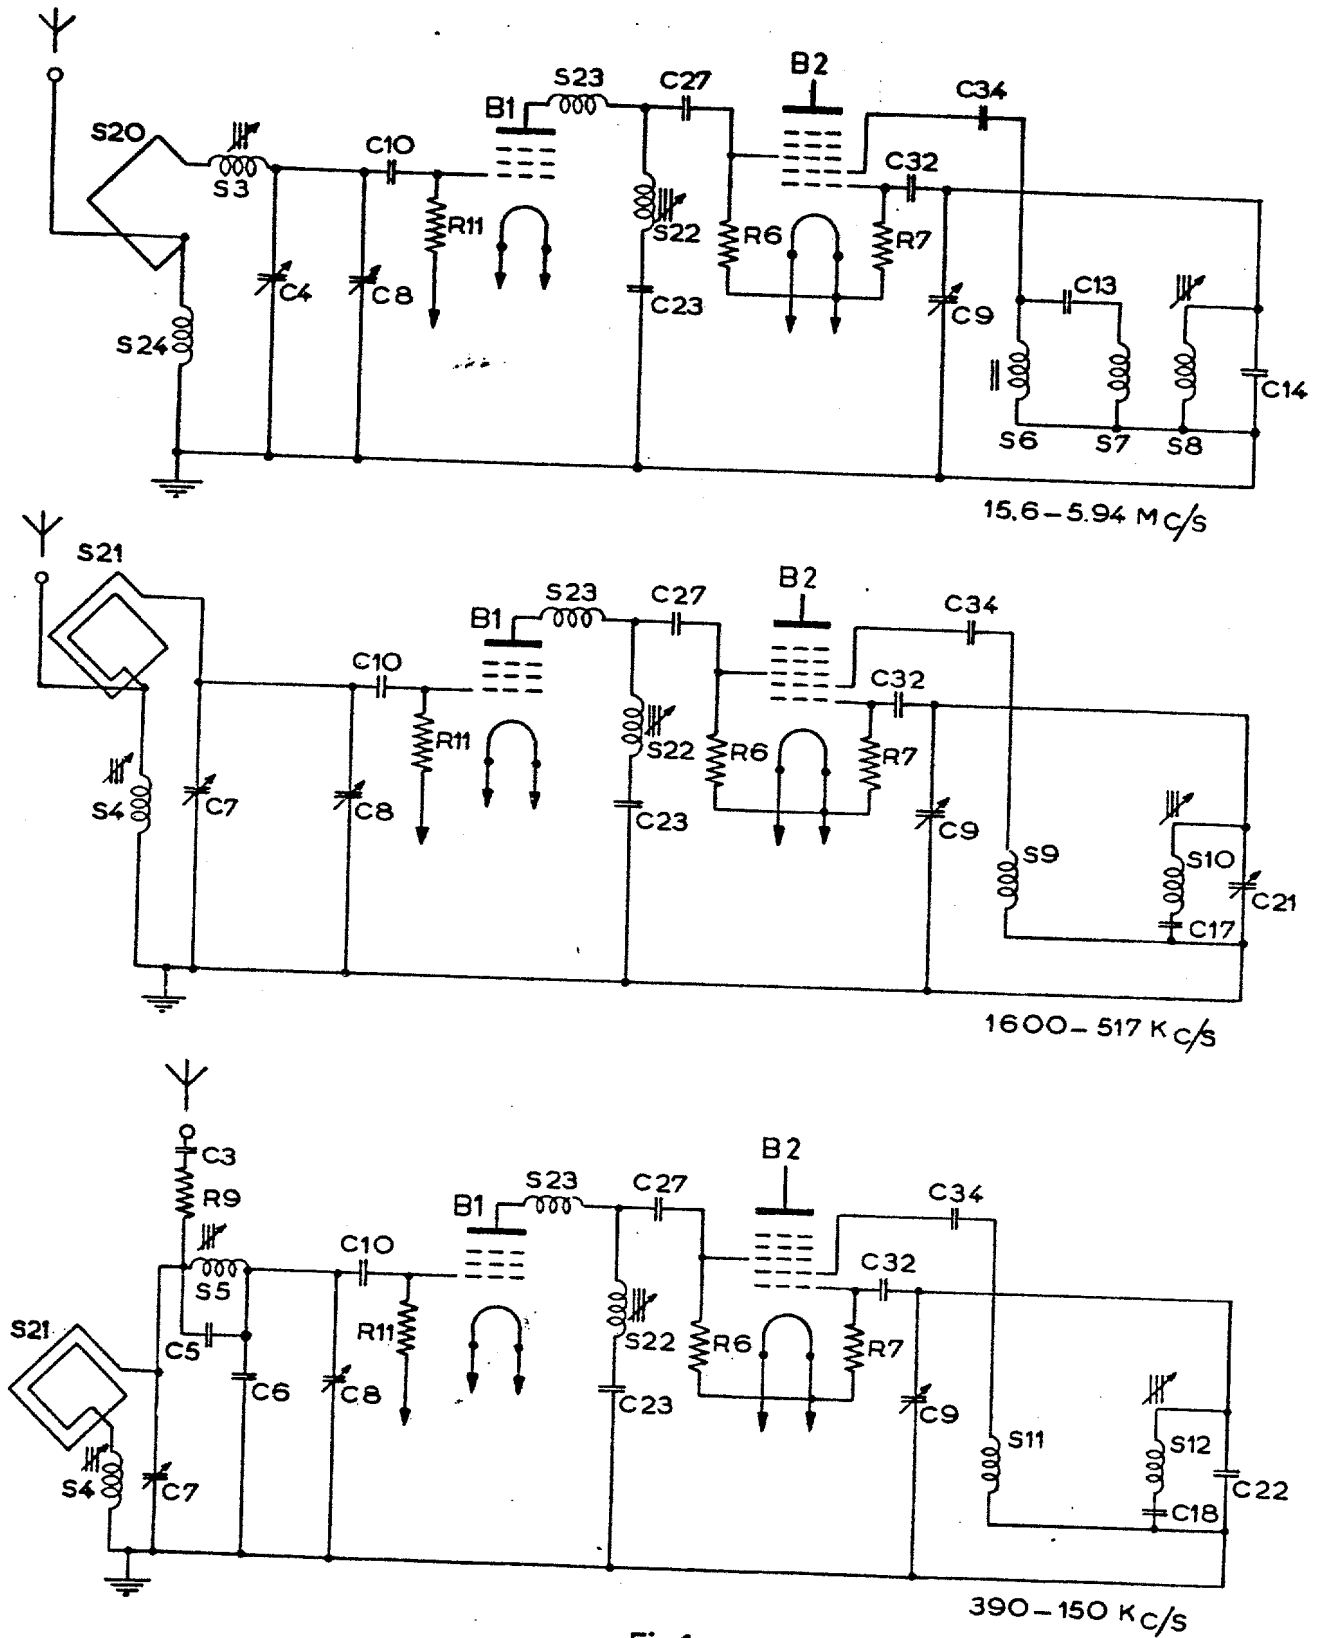 B2
S23
C27
C34
B1
S20
C10
C32
S3
R11
S22
R6
R7
C4
C8
C23
C9
C13
S24
C14
S6
S7
S8
15.6–5.94 MC/S
S21
B2
S23
C27
C34
B1
C10
C32
R11
S22
R6
R7
S4
C7
C8
C23
C9
S9
S10
C21
C17
1600–517 KC/S
C3
B2
R9
S23
C27
C34
B1
C10
C32
S5
S21
R11
S22
R6
R7
C5
C6
C8
C23
C9
S4
C7
S11
S12
C22
C18
390–150 KC/S